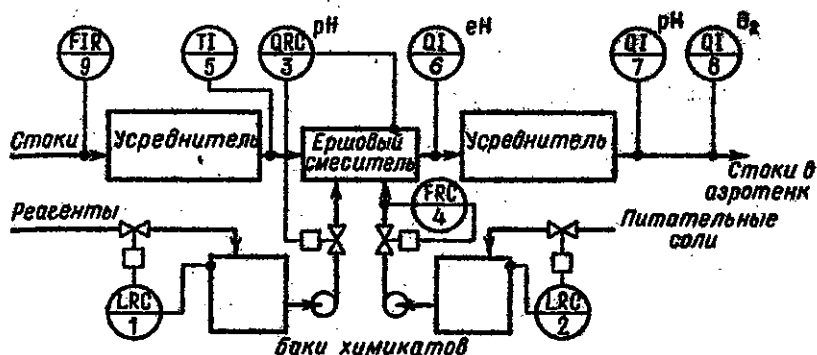 FIR
9
TI
5
QRC
3
pH
QI
6
eH
QI
7
pH
QI
8
O₂
Стоки
Усреднитель
Ершовый
смеситель
Усреднитель
Стоки в
аэротенк
Реагенты
FRC
4
Питательные
соли
LRC
1
LRC
2
Баки химикатов